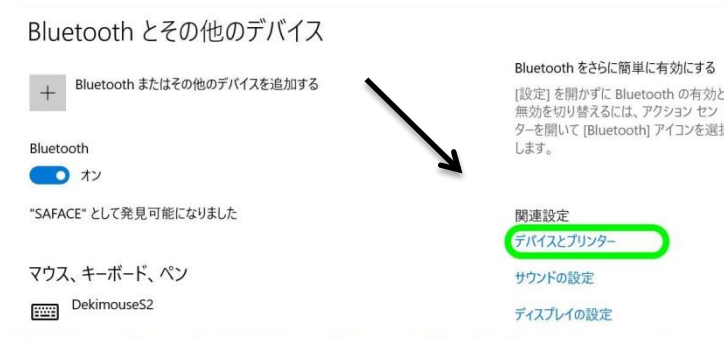 Bluetooth とその他のデバイス
Bluetooth またはその他のデバイスを追加する
Bluetooth
オン
"SAFACE" として発見可能になりました
マウス、キーボード、ペン
DekimouseS2
Bluetooth をさらに簡単に有効にする
[設定] を開かずに Bluetooth の有効と
無効を切り替えるには、アクション セン
ターを開いて [Bluetooth] アイコンを選択
します。
関連設定
デバイスとプリンター
サウンドの設定
ディスプレイの設定